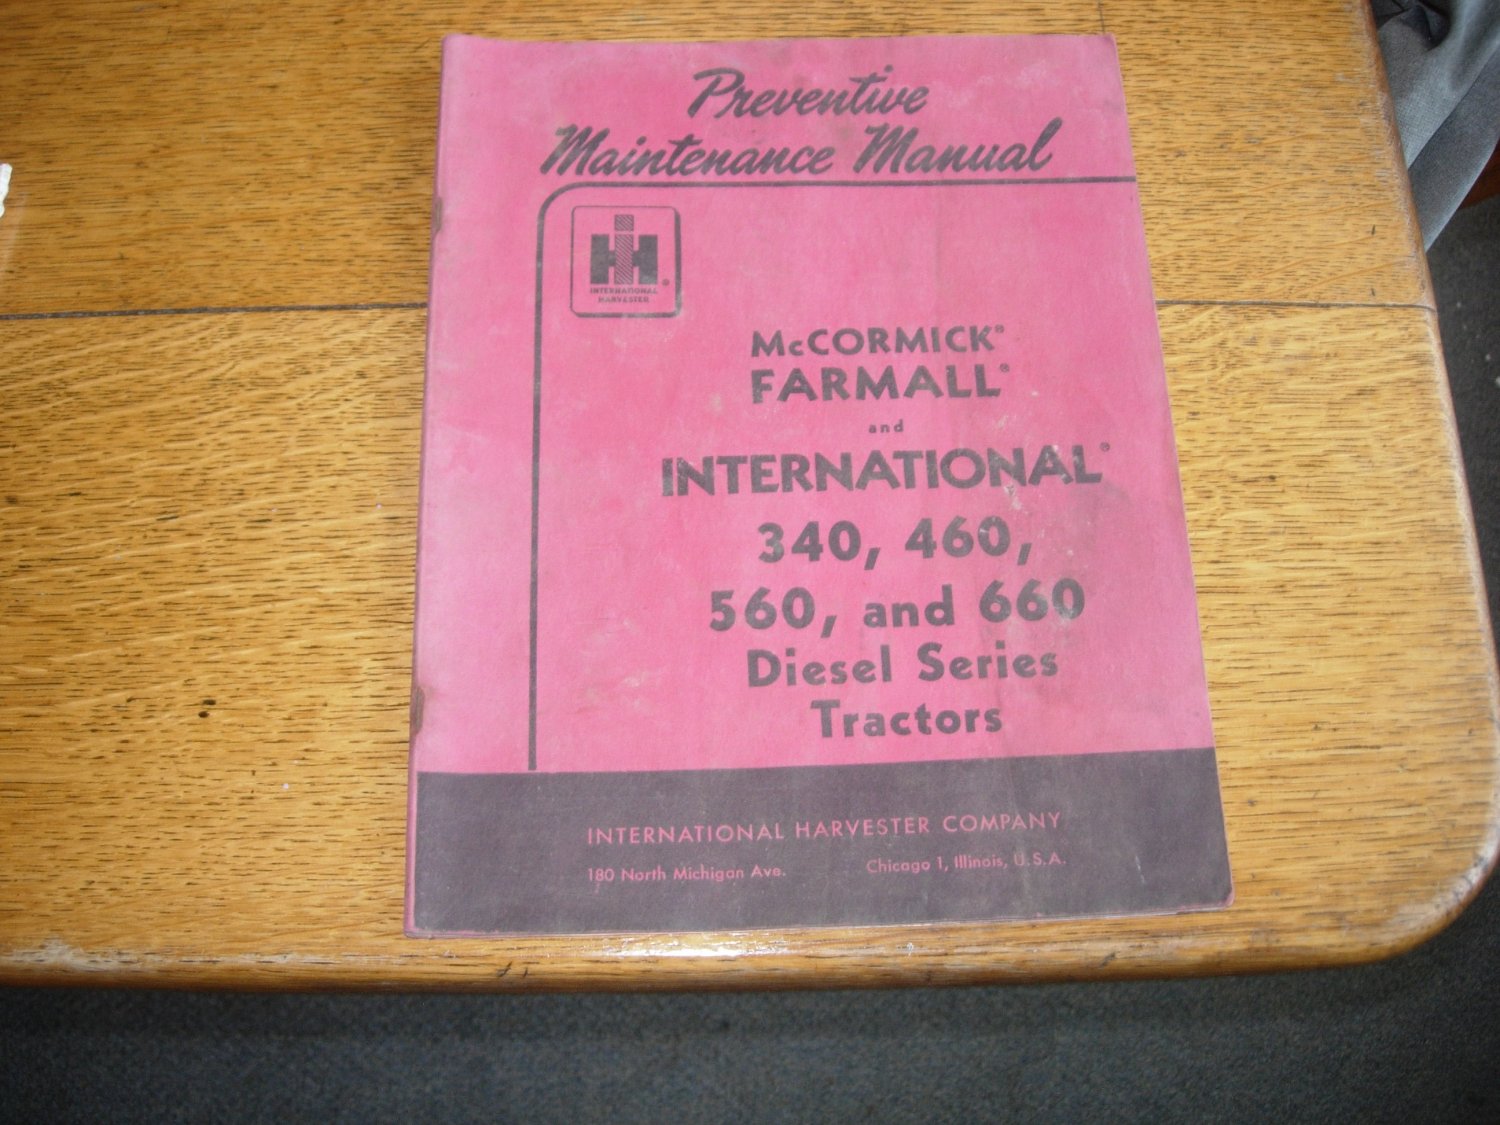 Preventive
Maintenance Manual
IH ®
INTERNATIONAL
HARVESTER
McCORMICK®
FARMALL®
and
INTERNATIONAL®
340, 460,
560, and 660
Diesel Series
Tractors
INTERNATIONAL HARVESTER COMPANY
180 North Michigan Ave. Chicago 1, Illinois, U.S.A.